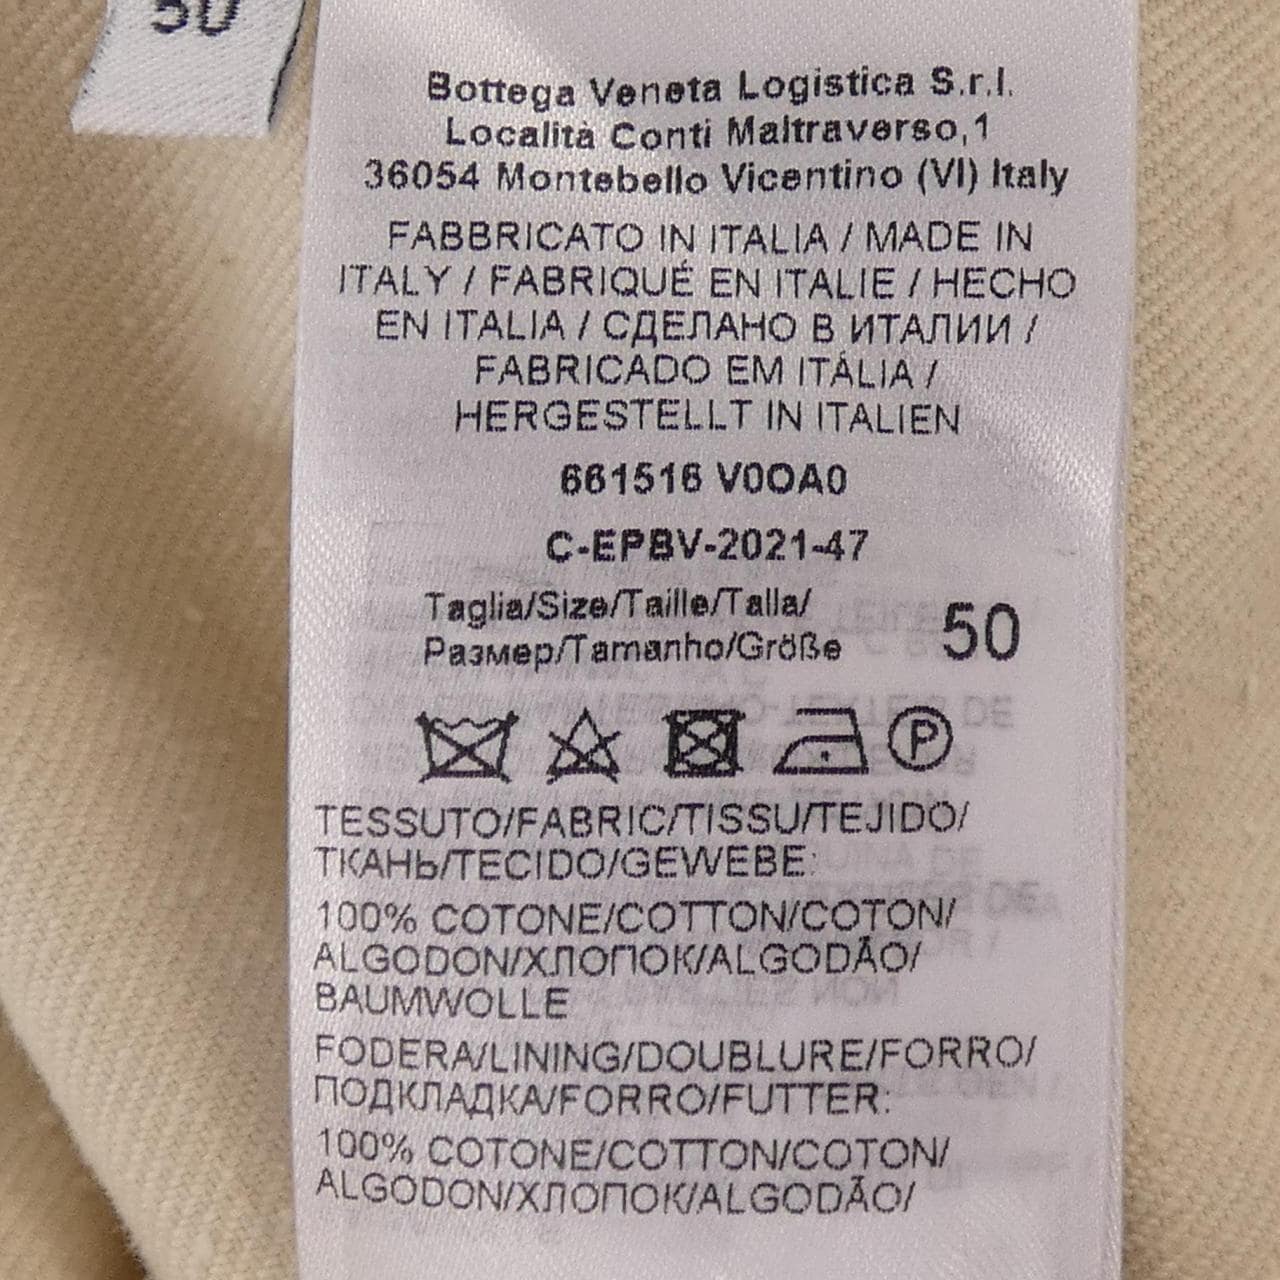 50
Bottega Veneta Logistica S.r.l.
Località Conti Maltraverso,1
36054 Montebello Vicentino (VI) Italy
FABBRICATO IN ITALIA / MADE IN
ITALY / FABRIQUÉ EN ITALIE / HECHO
EN ITALIA / СДЕЛАНО В ИТАЛИИ /
FABRICADO EM ITÁLIA /
HERGESTELLT IN ITALIEN
661516 V0OA0
C-EPBV-2021-47
Taglia/Size/Taille/Talla/
Размер/Tamanho/Größe 50
P
TESSUTO/FABRIC/TISSU/TEJIDO/
ТКАНЬ/TECIDO/GEWEBE:
100% COTONE/COTTON/COTON/
ALGODON/ХЛОПОК/ALGODÃO/
BAUMWOLLE
FODERA/LINING/DOUBLURE/FORRO/
ПОДКЛАДКА/FORRO/FUTTER:
100% COTONE/COTTON/COTON/
ALGODON/ХЛОПОК/ALGODÃO/